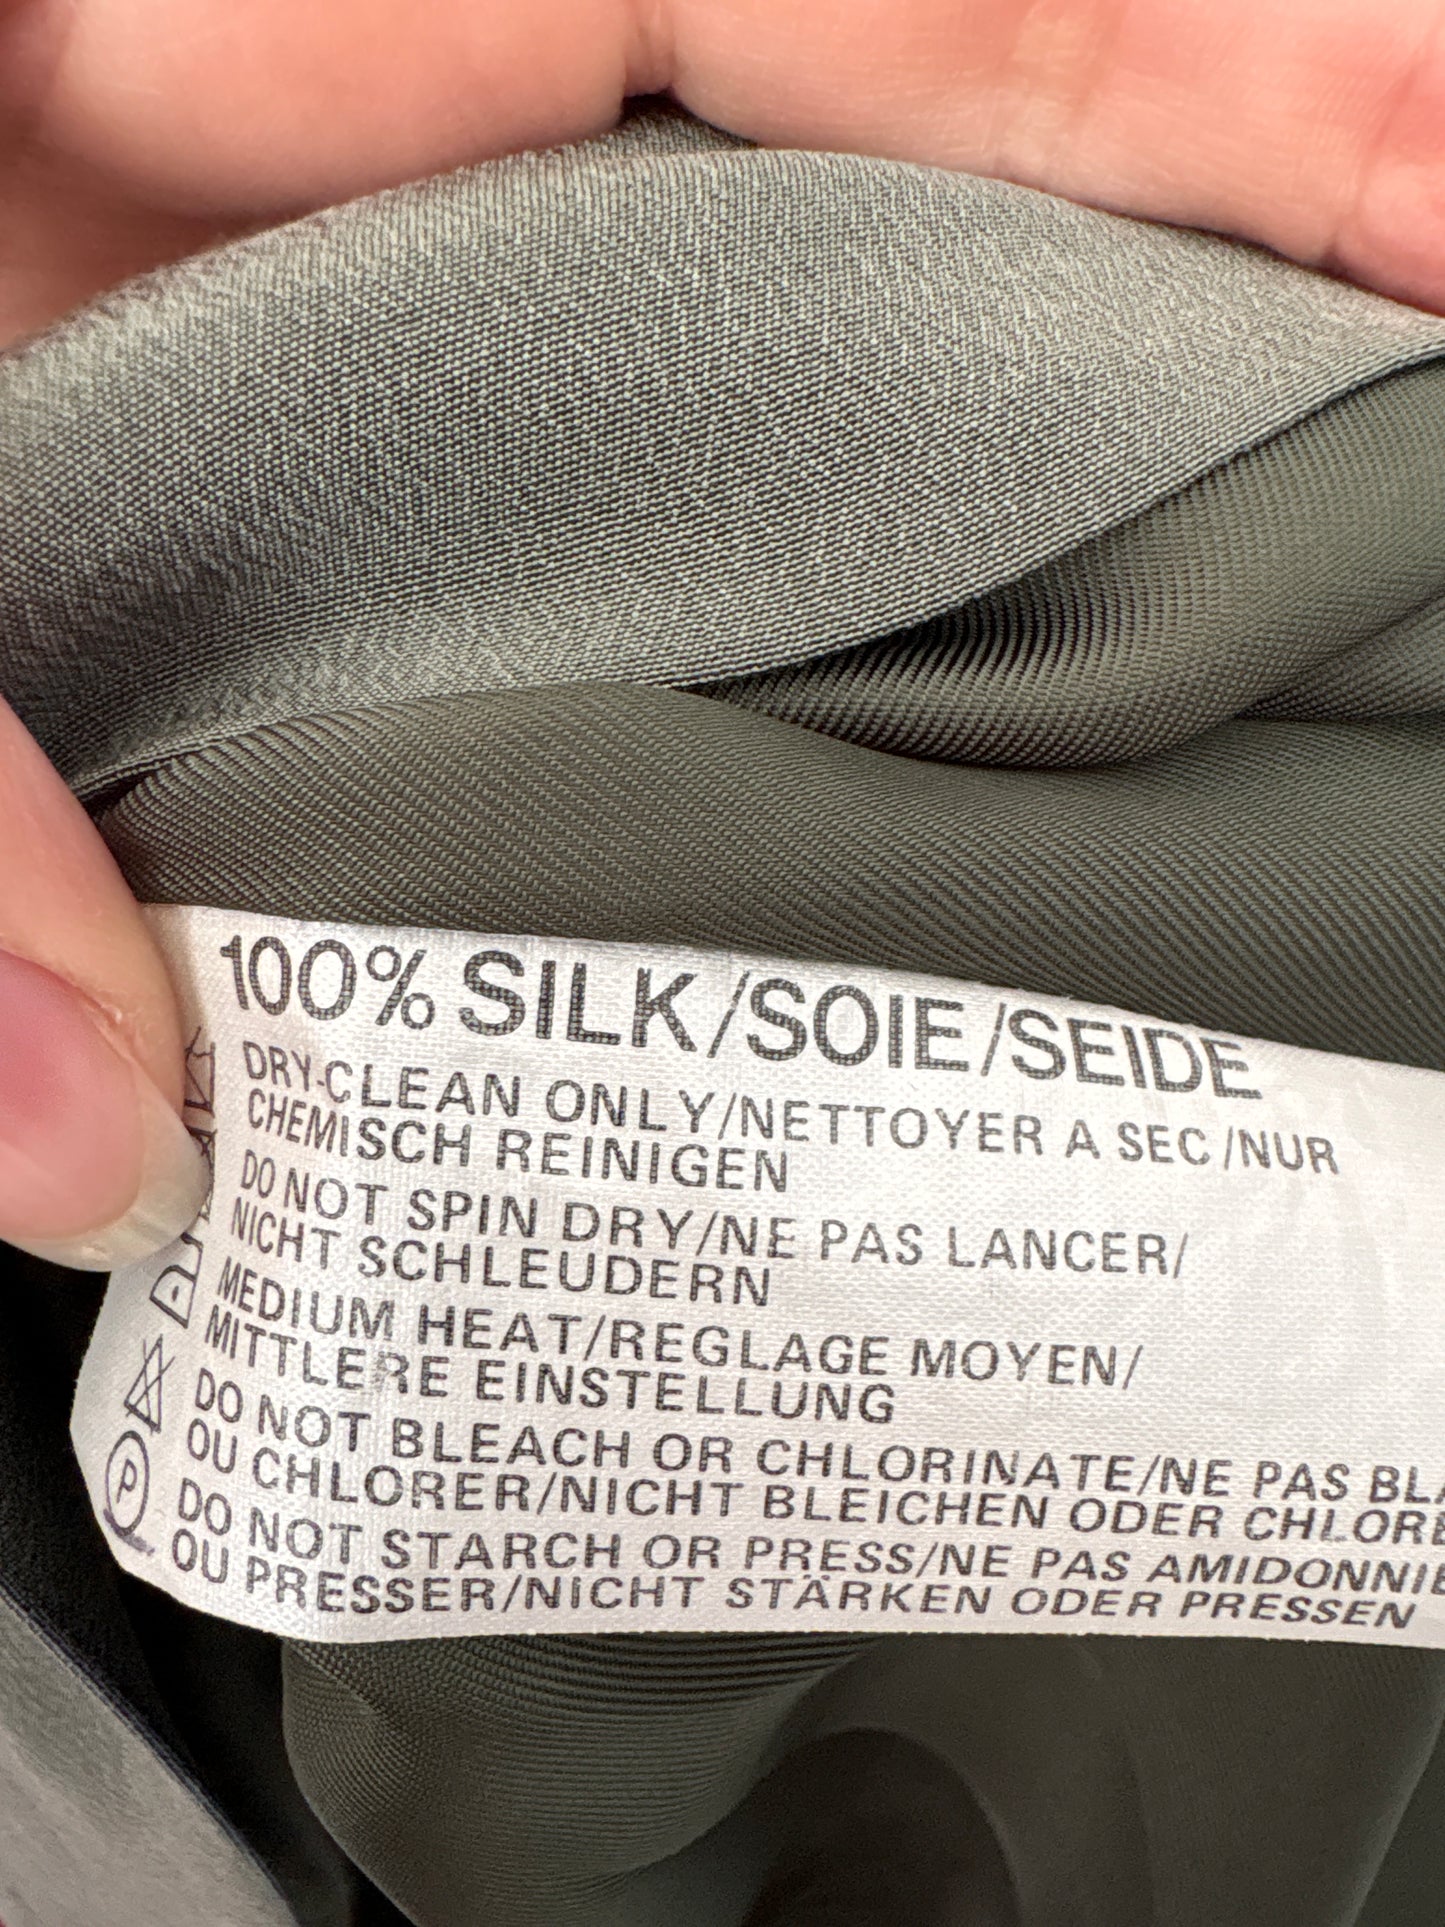 100% SILK/SOIE/SEIDE
DRY-CLEAN ONLY/NETTOYER A SEC/NUR
CHEMISCH REINIGEN
DO NOT SPIN DRY/NE PAS LANCER/
NICHT SCHLEUDERN
MEDIUM HEAT/REGLAGE MOYEN/
MITTLERE EINSTELLUNG
DO NOT BLEACH OR CHLORINATE/NE PAS
OU CHLORER/NICHT BLEICHEN ODER
DO NOT STARCH OR PRESS/NE PAS
OU PRESSER/NICHT STÄRKEN ODER PRESSEN
P